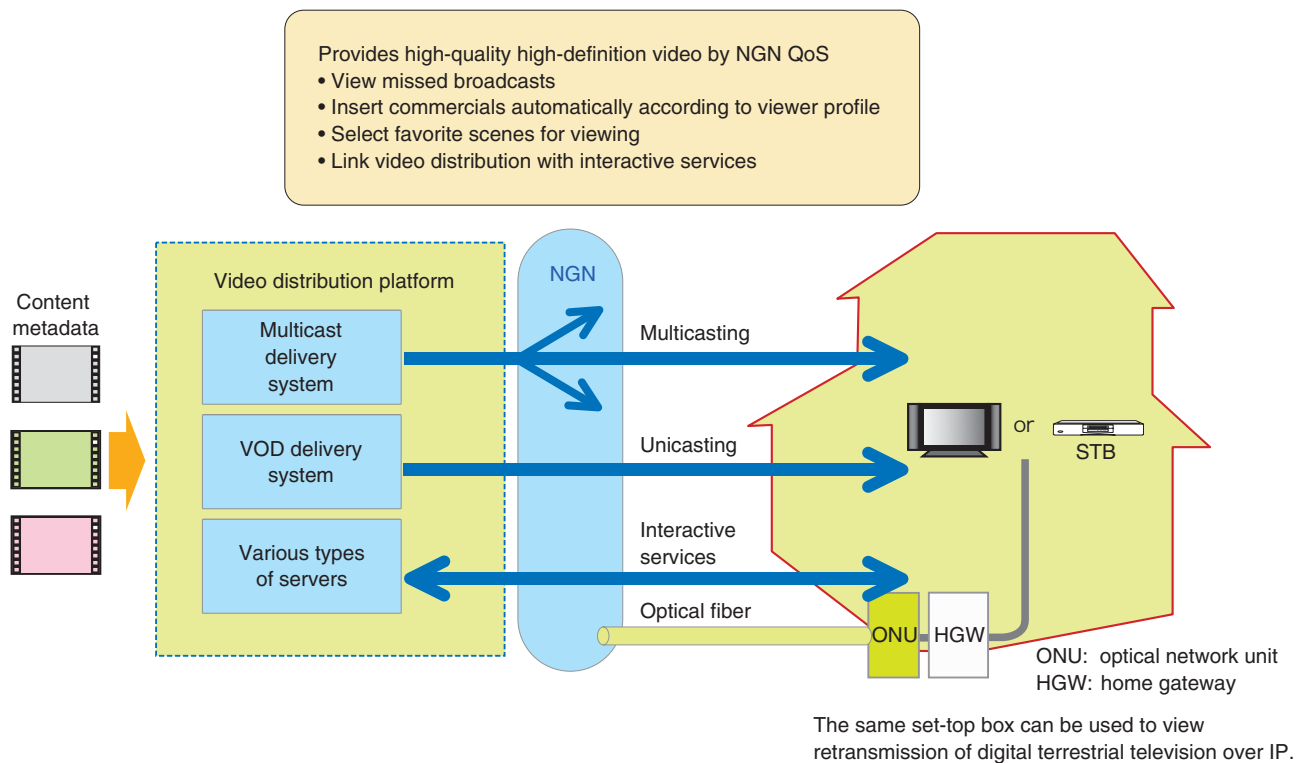 Provides high-quality high-definition video by NGN QoS
• View missed broadcasts
• Insert commercials automatically according to viewer profile
• Select favorite scenes for viewing
• Link video distribution with interactive services
Content
metadata
Video distribution platform
Multicast
delivery
system
VOD delivery
system
Various types
of servers
NGN
Multicasting
Unicasting
Interactive
services
Optical fiber
or
STB
ONU
HGW
ONU: optical network unit
HGW: home gateway
The same set-top box can be used to view
retransmission of digital terrestrial television over IP.